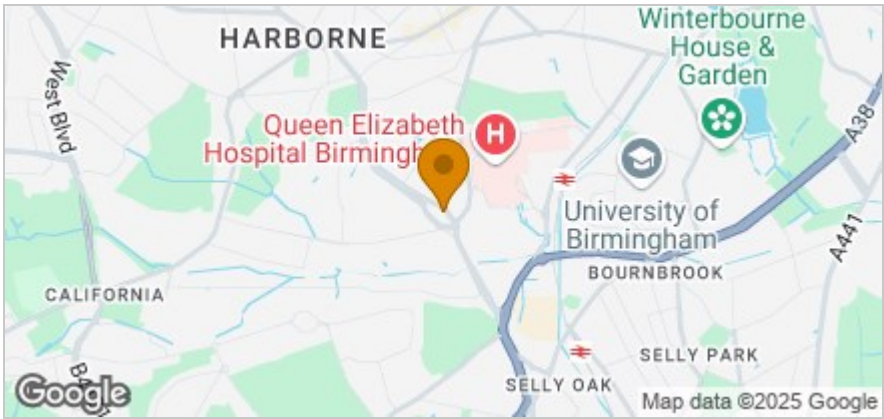 HARBORNE
Winterbourne
House &
Garden
West Blvd
Queen Elizabeth
Hospital Birmingh
H
A38
University of
Birmingham
A441
BOURNBROOK
CALIFORNIA
SELLY PARK
SELLY OAK
Google
Map data ©2025 Google